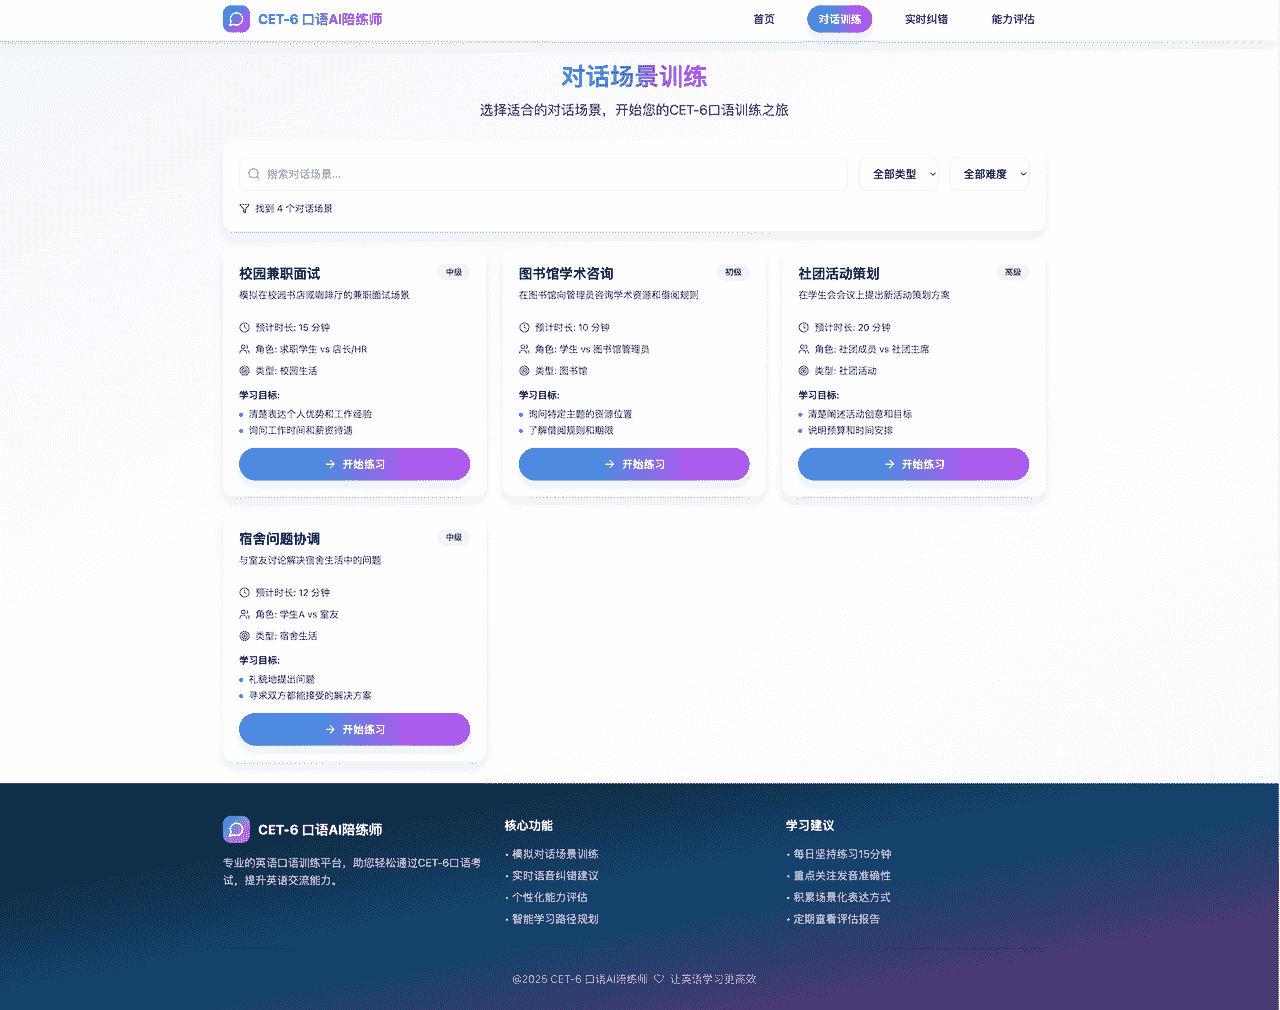 CET-6 口语AI陪练师
首页
对话训练
实时纠错
能力评估
对话场景训练
选择适合的对话场景，开始您的CET-6口语训练之旅
搜索对话场景...
全部类型
全部难度
找到 4 个对话场景
校园兼职面试
中级
模拟在校园书店或咖啡厅的兼职面试场景
预计时长: 15 分钟
角色: 求职学生 vs 店长/HR
类型: 校园生活
学习目标:
清楚表达个人优势和工作经验
询问工作时间和薪资待遇
开始练习
图书馆学术咨询
初级
在图书馆向管理员咨询学术资源和借阅规则
预计时长: 10 分钟
角色: 学生 vs 图书馆管理员
类型: 图书馆
学习目标:
询问特定主题的资源位置
了解借阅规则和期限
开始练习
社团活动策划
高级
在学生会会议上提出新活动策划方案
预计时长: 20 分钟
角色: 社团成员 vs 社团主席
类型: 社团活动
学习目标:
清楚阐述活动创意和目标
说明预算和时间安排
开始练习
宿舍问题协调
中级
与室友讨论解决宿舍生活中的问题
预计时长: 12 分钟
角色: 学生A vs 室友
类型: 宿舍生活
学习目标:
礼貌地提出问题
寻求双方都能接受的解决方案
开始练习
CET-6 口语AI陪练师
专业的英语口语训练平台，助您轻松通过CET-6口语考
试，提升英语交流能力。
核心功能
• 模拟对话场景训练
• 实时语音纠错建议
• 个性化能力评估
• 智能学习路径规划
学习建议
• 每日坚持练习15分钟
• 重点关注发音准确性
• 积累场景化表达方式
• 定期查看评估报告
@2025 CET-6 口语AI陪练师 ♡ 让英语学习更高效